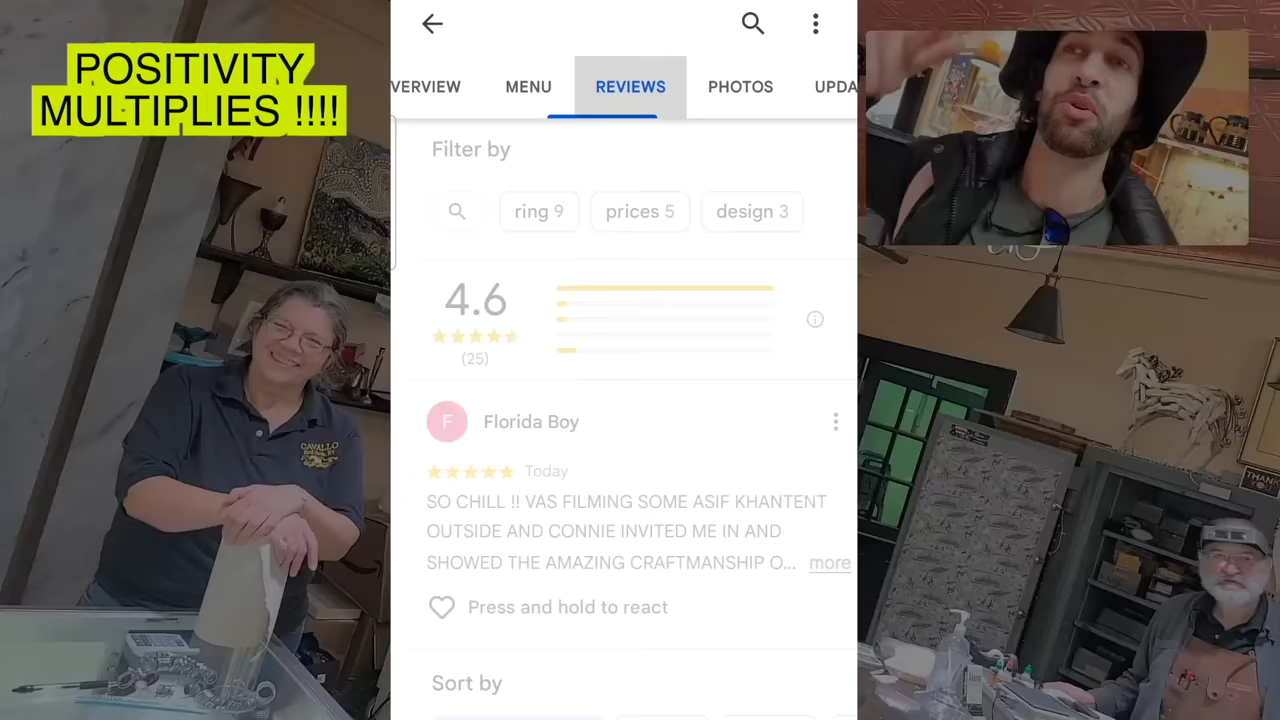 POSITIVITY
MULTIPLIES !!!!
VERVIEW
MENU
REVIEWS
PHOTOS
UPDA
Filter by
ring 9
prices 5
design 3
4.6
(25)
F
Florida Boy
Today
SO CHILL !! VAS FILMING SOME ASIF KHANTENT
OUTSIDE AND CONNIE INVITED ME IN AND
SHOWED THE AMAZING CRAFTMANSHIP O... more
Press and hold to react
Sort by
CAVALLO
THANK